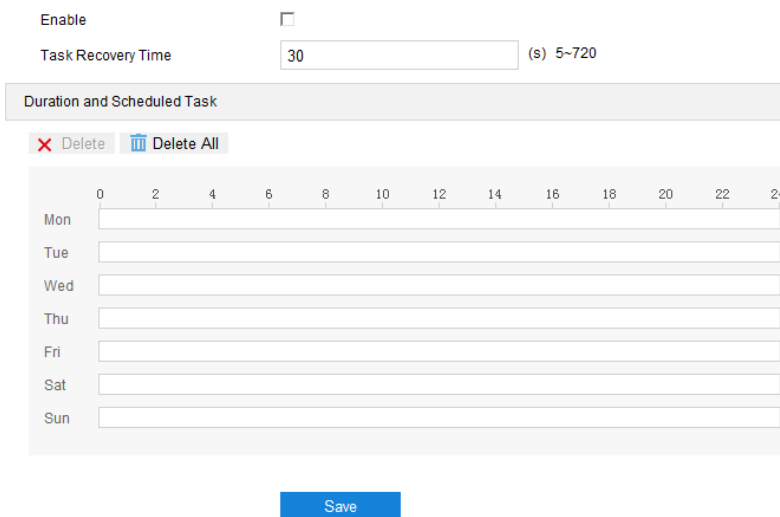 Enable
Task Recovery Time 30 (s) 5~720
Duration and Scheduled Task
Delete Delete All
0 2 4 6 8 10 12 14 16 18 20 22
Mon
Tue
Wed
Thu
Fri
Sat
Sun
Save